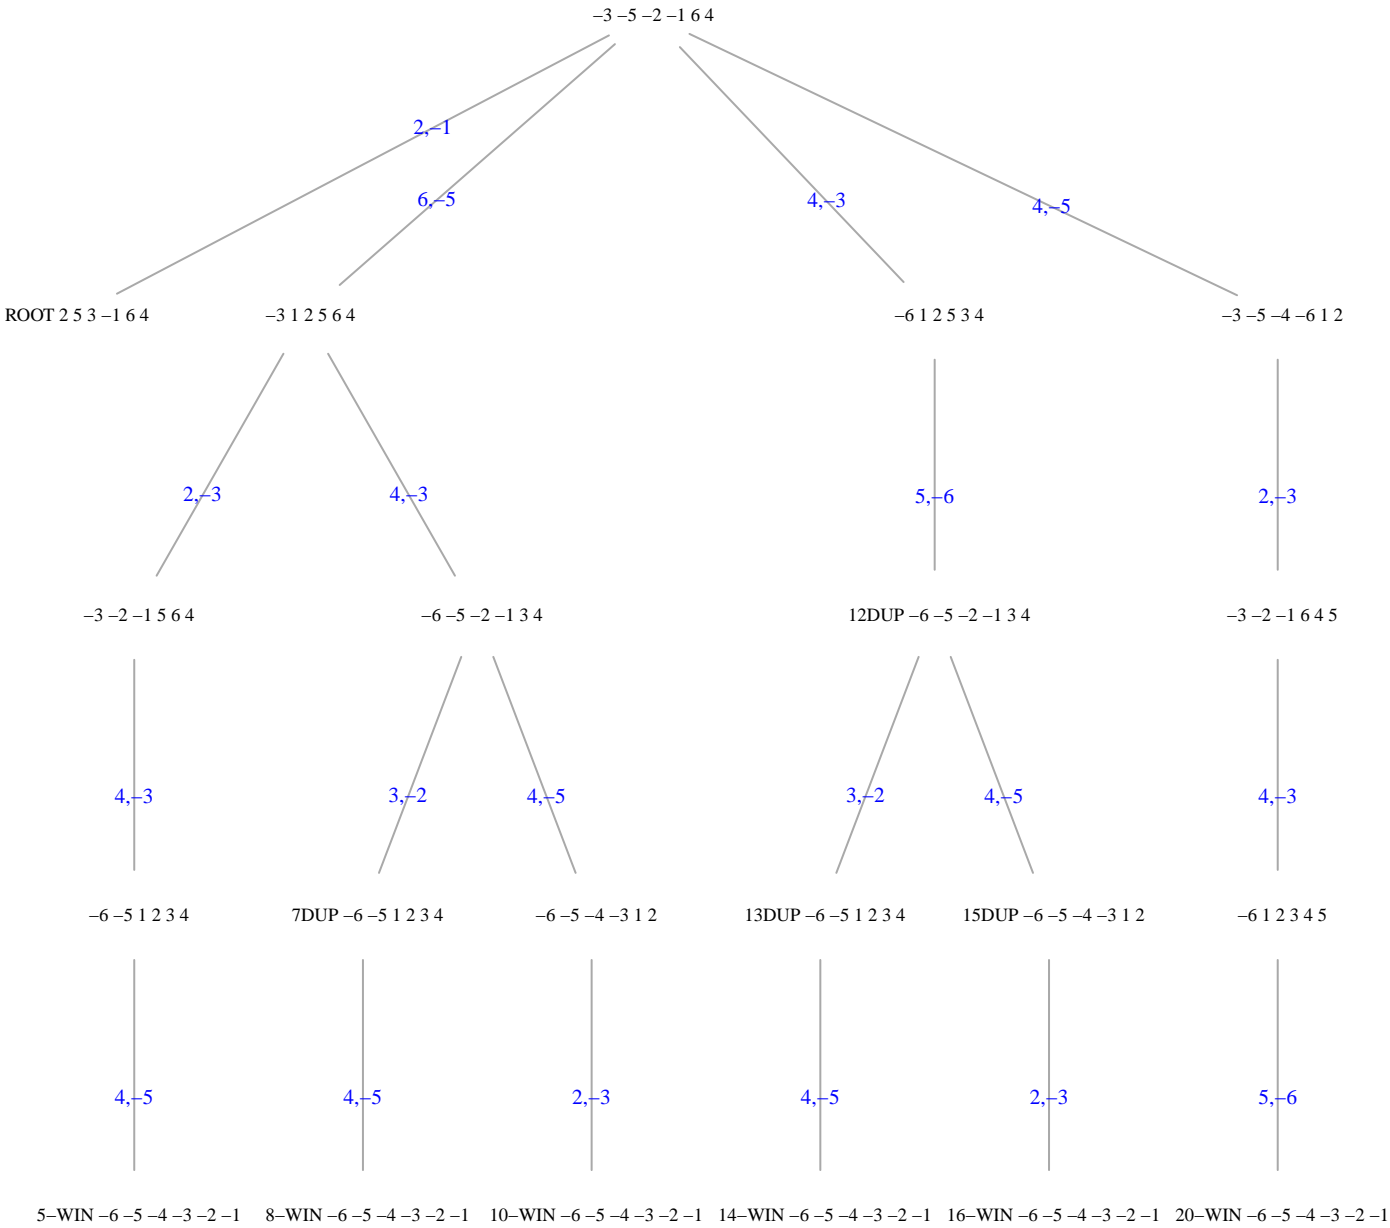 –3 –5 –2 –1 6 4
2,–1
6,–5
4,–3
4,–5
ROOT 2 5 3 –1 6 4
–3 1 2 5 6 4
–6 1 2 5 3 4
–3 –5 –4 –6 1 2
2,–3
4,–3
5,–6
2,–3
–3 –2 –1 5 6 4
–6 –5 –2 –1 3 4
12DUP –6 –5 –2 –1 3 4
–3 –2 –1 6 4 5
4,–3
3,–2
4,–5
3,–2
4,–5
4,–3
–6 –5 1 2 3 4
7DUP –6 –5 1 2 3 4
–6 –5 –4 –3 1 2
13DUP –6 –5 1 2 3 4
15DUP –6 –5 –4 –3 1 2
–6 1 2 3 4 5
4,–5
4,–5
2,–3
4,–5
2,–3
5,–6
5–WIN –6 –5 –4 –3 –2 –1
8–WIN –6 –5 –4 –3 –2 –1
10–WIN –6 –5 –4 –3 –2 –1
14–WIN –6 –5 –4 –3 –2 –1
16–WIN –6 –5 –4 –3 –2 –1
20–WIN –6 –5 –4 –3 –2 –1